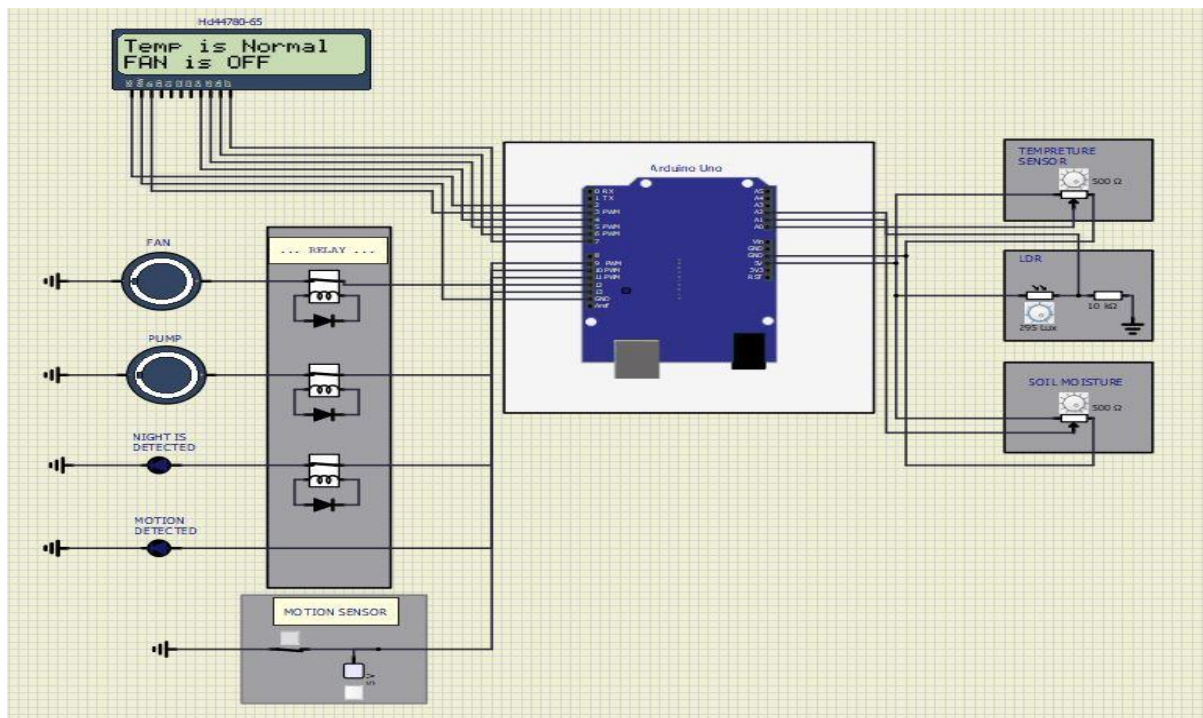 Hd44780-65
Temp is Normal
FAN is OFF
Arduino Uno
0 RX
1 TX
2
3 PWM
4
5 PWM
6 PWM
7
8
9 PWM
10 PWM
11 PWM
12
13
GND
Aref
A5
A4
A3
A2
A1
A0
Vin
GND
GND
5V
3V3
RST
TEMPRETURE
SENSOR
500 Ω
LDR
10 kΩ
295 Lux
SOIL MOISTURE
500 Ω
FAN
... RELAY ...
PUMP
NIGHT IS
DETECTED
MOTION
DETECTED
MOTION SENSOR
5V